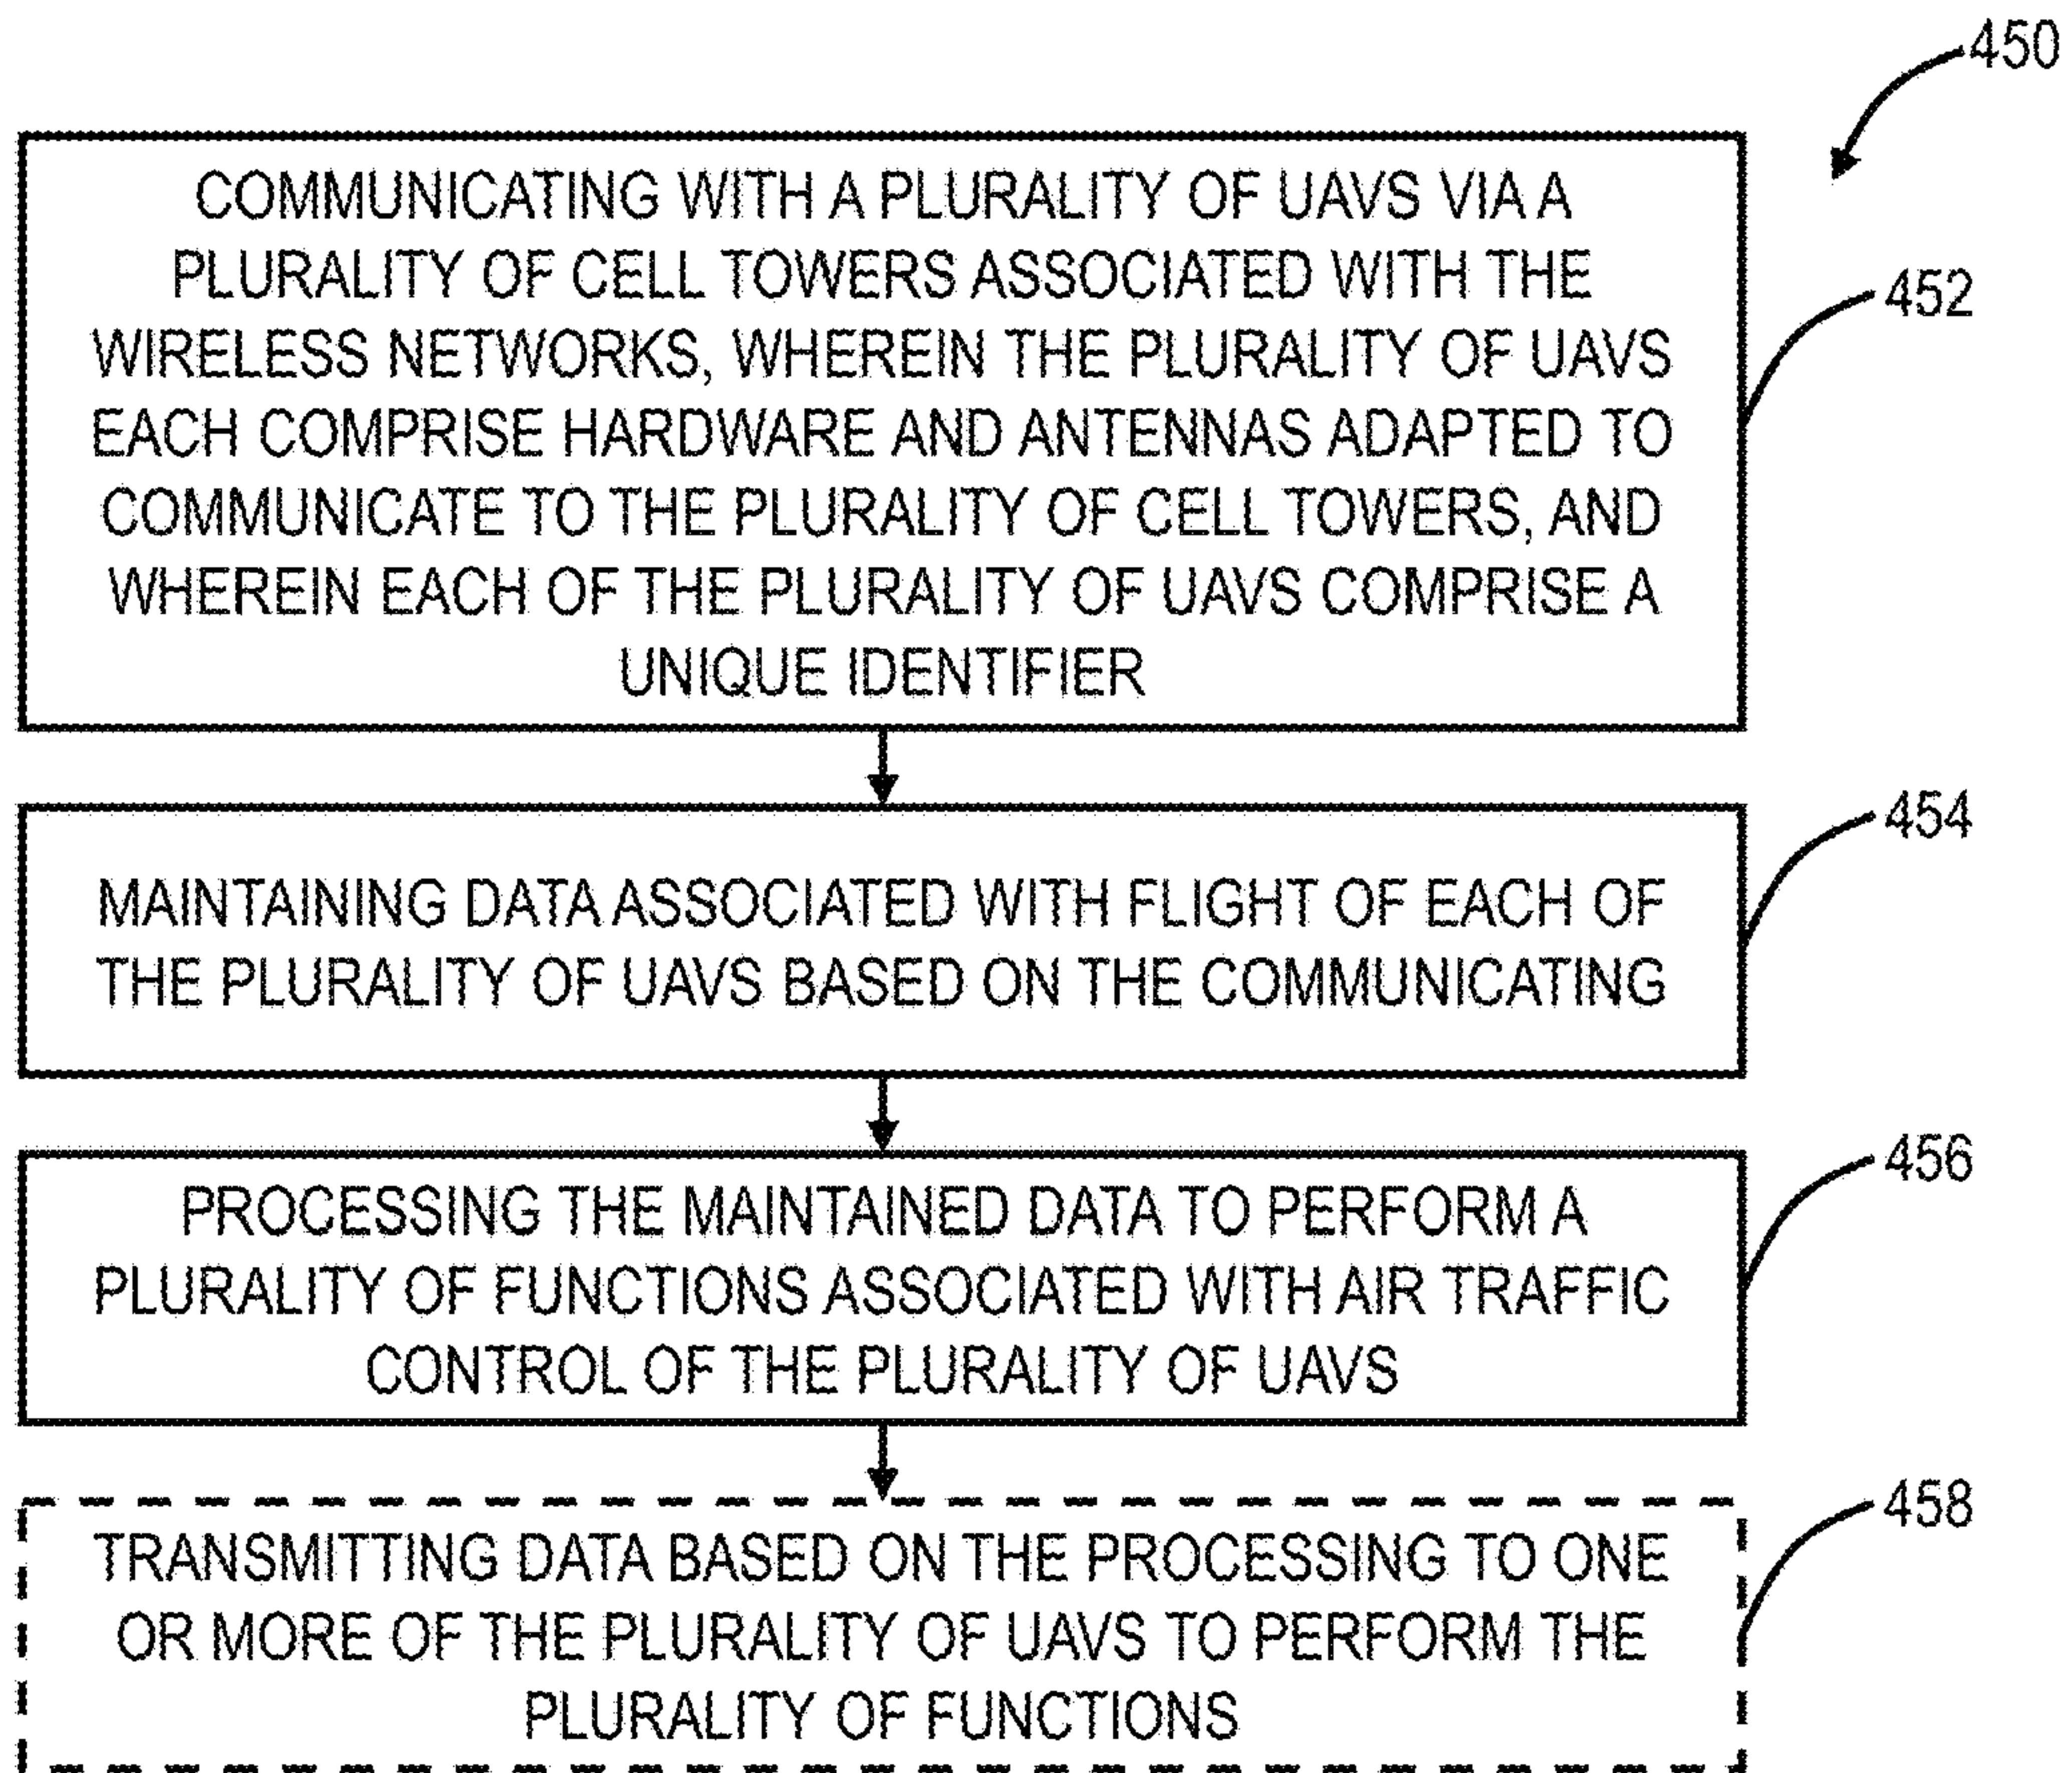 450
COMMUNICATING WITH A PLURALITY OF UAVS VIA A
PLURALITY OF CELL TOWERS ASSOCIATED WITH THE
WIRELESS NETWORKS, WHEREIN THE PLURALITY OF UAVS
EACH COMPRISE HARDWARE AND ANTENNAS ADAPTED TO
COMMUNICATE TO THE PLURALITY OF CELL TOWERS, AND
WHEREIN EACH OF THE PLURALITY OF UAVS COMPRISE A
UNIQUE IDENTIFIER
452
MAINTAINING DATA ASSOCIATED WITH FLIGHT OF EACH OF
THE PLURALITY OF UAVS BASED ON THE COMMUNICATING
454
PROCESSING THE MAINTAINED DATA TO PERFORM A
PLURALITY OF FUNCTIONS ASSOCIATED WITH AIR TRAFFIC
CONTROL OF THE PLURALITY OF UAVS
456
TRANSMITTING DATA BASED ON THE PROCESSING TO ONE
OR MORE OF THE PLURALITY OF UAVS TO PERFORM THE
PLURALITY OF FUNCTIONS
458